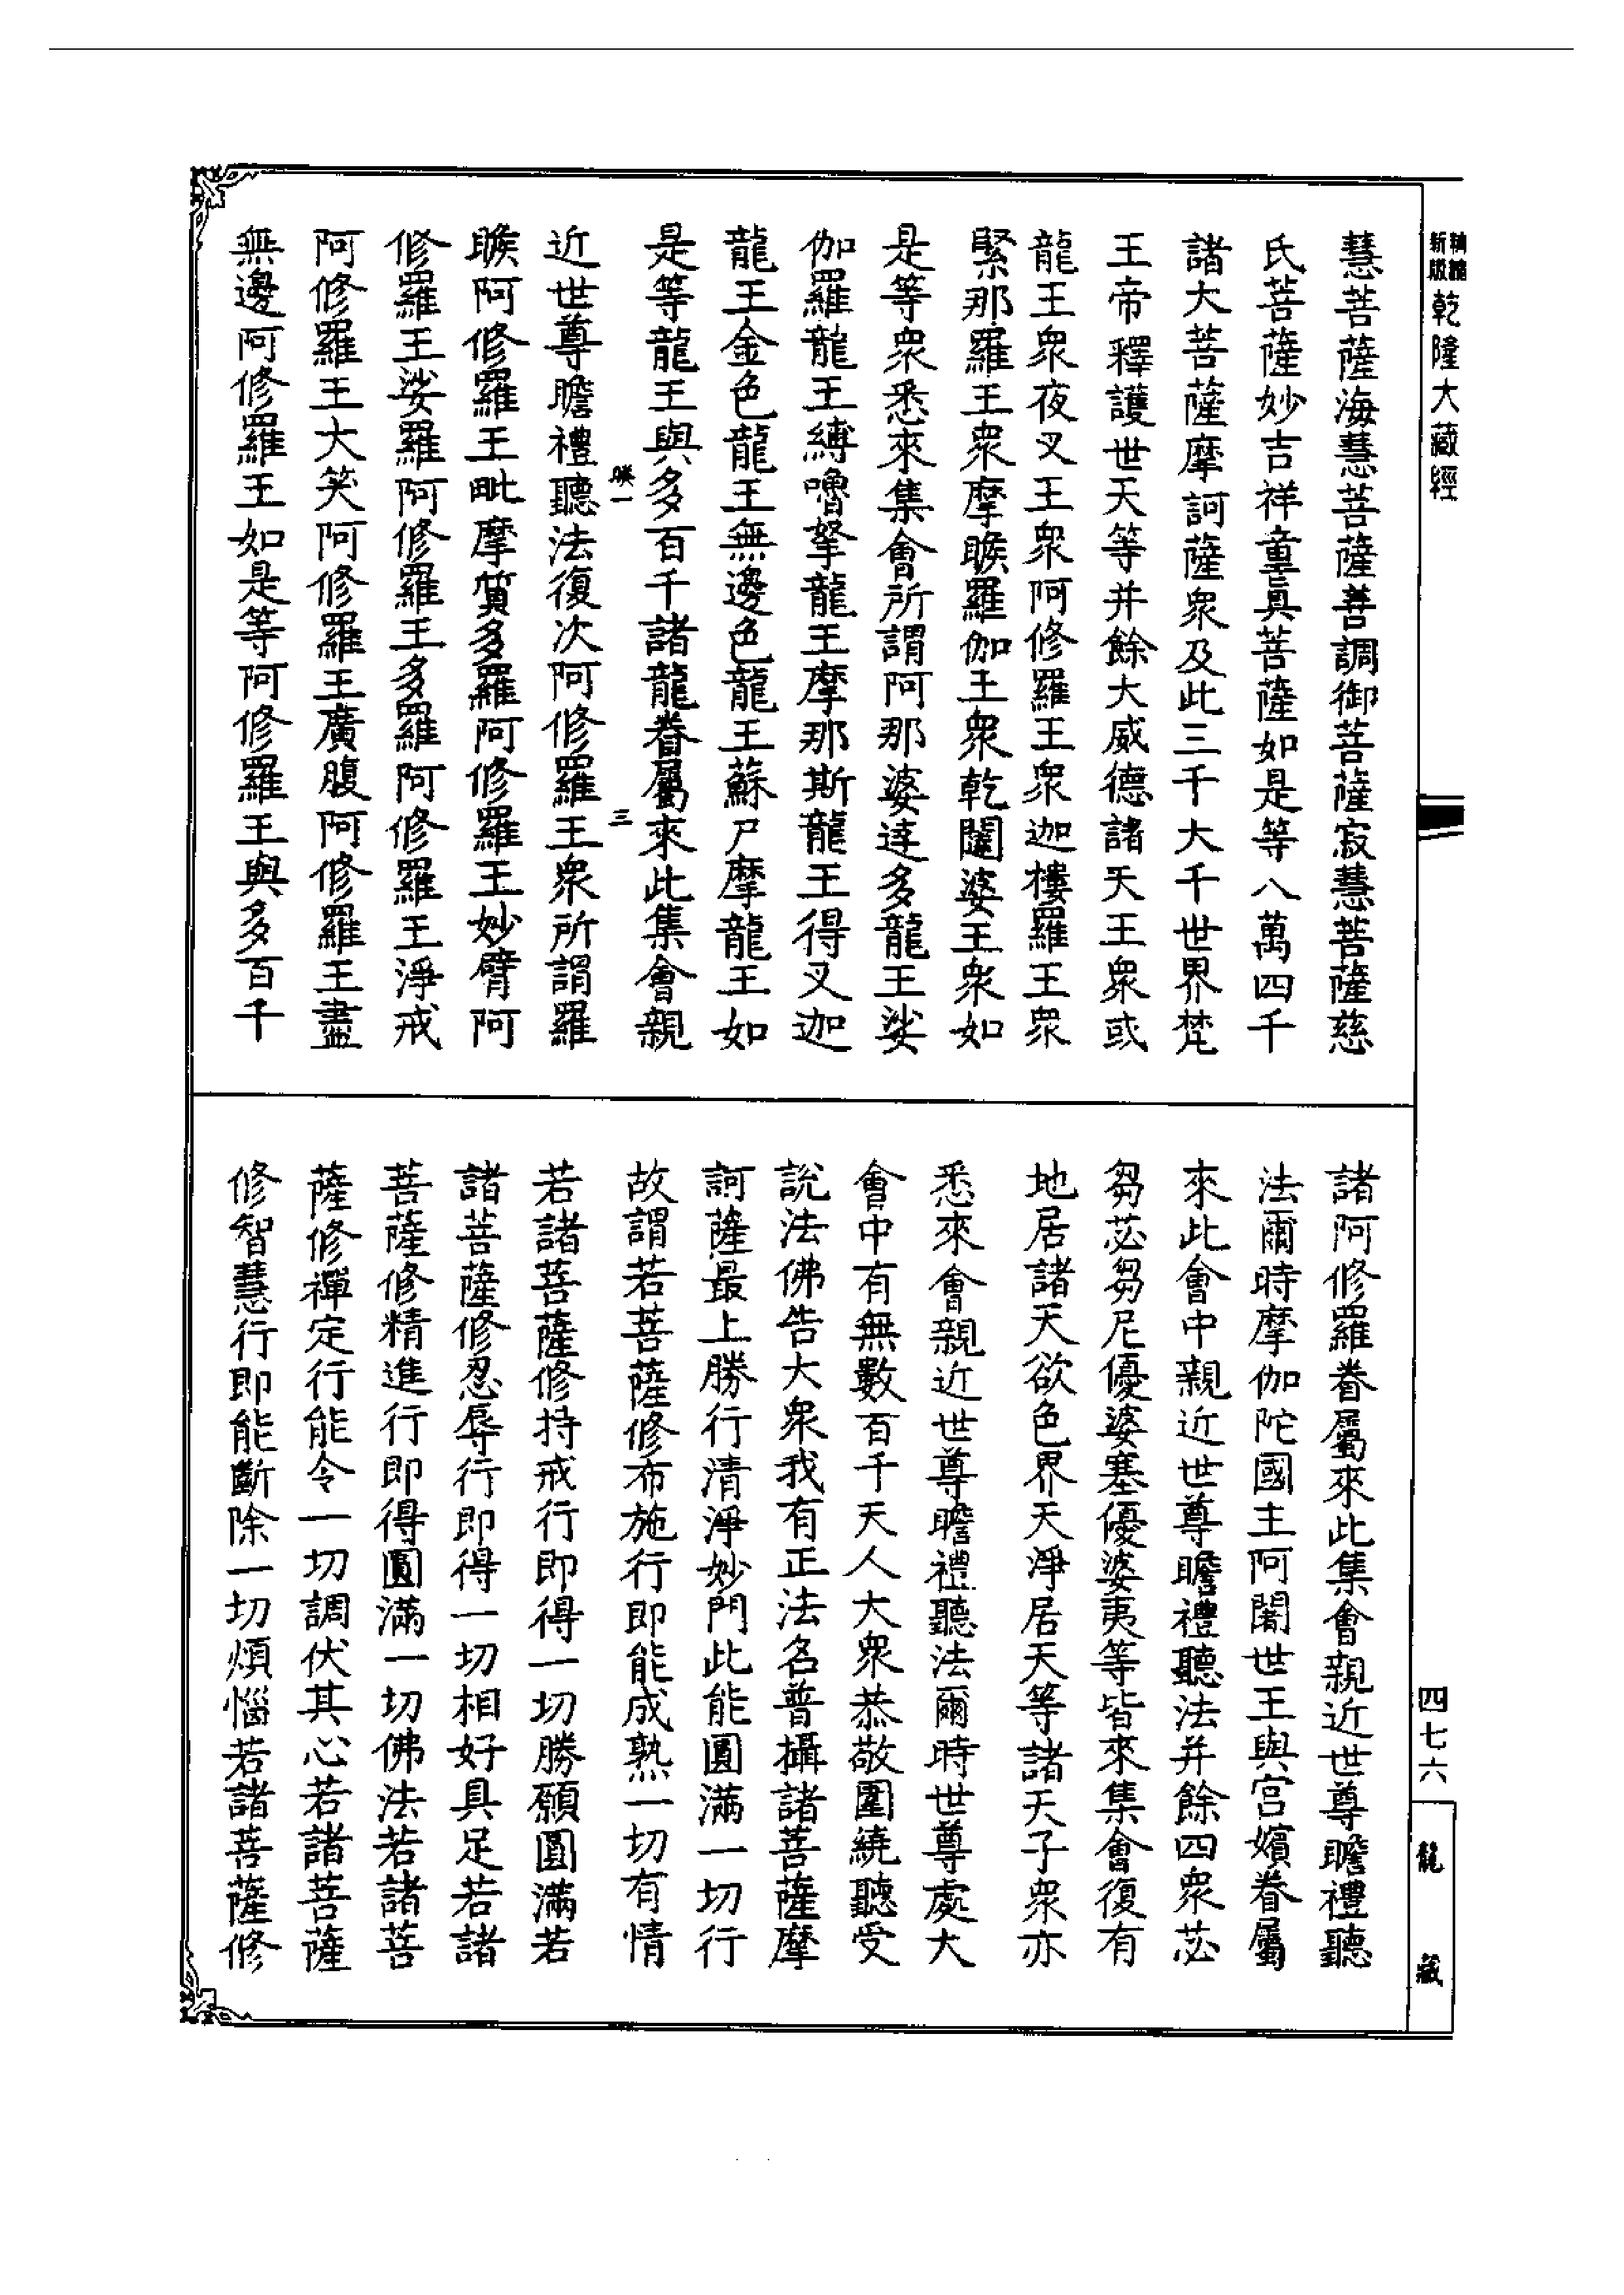 精縮新版乾隆大藏經
慧菩薩海慧菩薩善調御菩薩寂慧菩薩慈
氏菩薩妙吉祥童真菩薩如是等八萬四千
諸大菩薩摩訶薩衆及此三千大千世界梵
王帝釋護世天等并餘大威德諸天王衆或
龍王衆夜叉王衆阿修羅王衆迦樓羅王衆
緊那羅王衆摩睺羅伽王衆乾闥婆王衆如
是等衆悉來集會所謂阿那婆達多龍王娑
伽羅龍王縛嚕拏龍王摩那斯龍王得叉迦
龍王金色龍王無邊色龍王蘇尸摩龍王如
是等龍王與多百千諸龍眷屬來此集會親
近世尊瞻禮聽法復次阿修羅王衆所謂羅
睺阿修羅王毗摩質多羅阿修羅王妙臂阿
修羅王娑羅阿修羅王多羅阿修羅王淨戒
阿修羅王大笑阿修羅王廣腹阿修羅王盡
無邊阿修羅王如是等阿修羅王與多百千
諸阿修羅眷屬來此集會親近世尊瞻禮聽
法爾時摩伽陀國主阿闍世王與宫嬪眷屬
來此會中親近世尊瞻禮聽法并餘四衆苾
芻苾芻尼優婆塞優婆夷等皆來集會復有
地居諸天欲色界天淨居天等諸天子衆亦
悉來會親近世尊瞻禮聽法爾時世尊處大
會中有無數百千天人大衆恭敬圍繞聽受
說法佛告大衆我有正法名普攝諸菩薩摩
訶薩最上勝行清淨妙門此能圓滿一切行
故謂若菩薩修布施行即能成熟一切有情
若諸菩薩修持戒行即得一切勝願圓滿若
諸菩薩修忍辱行即得一切相好具足若諸
菩薩修精進行即得圓滿一切佛法若諸菩
薩修禪定行能令一切調伏其心若諸菩薩
修智慧行即能斷除一切煩惱若諸菩薩修
四七六
龍藏